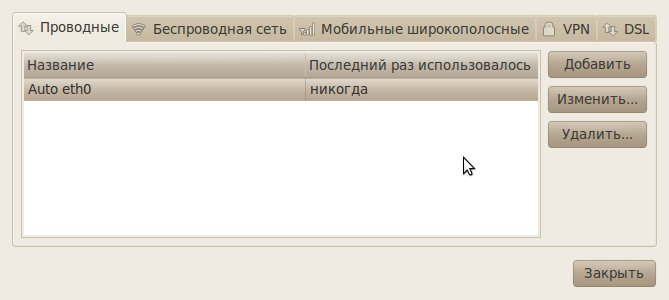 Проводные Беспроводная сеть Мобильные широкополосные VPN DSL
Название Последний раз использовалось
Auto eth0 никогда
Добавить
Изменить...
Удалить...
Закрыть